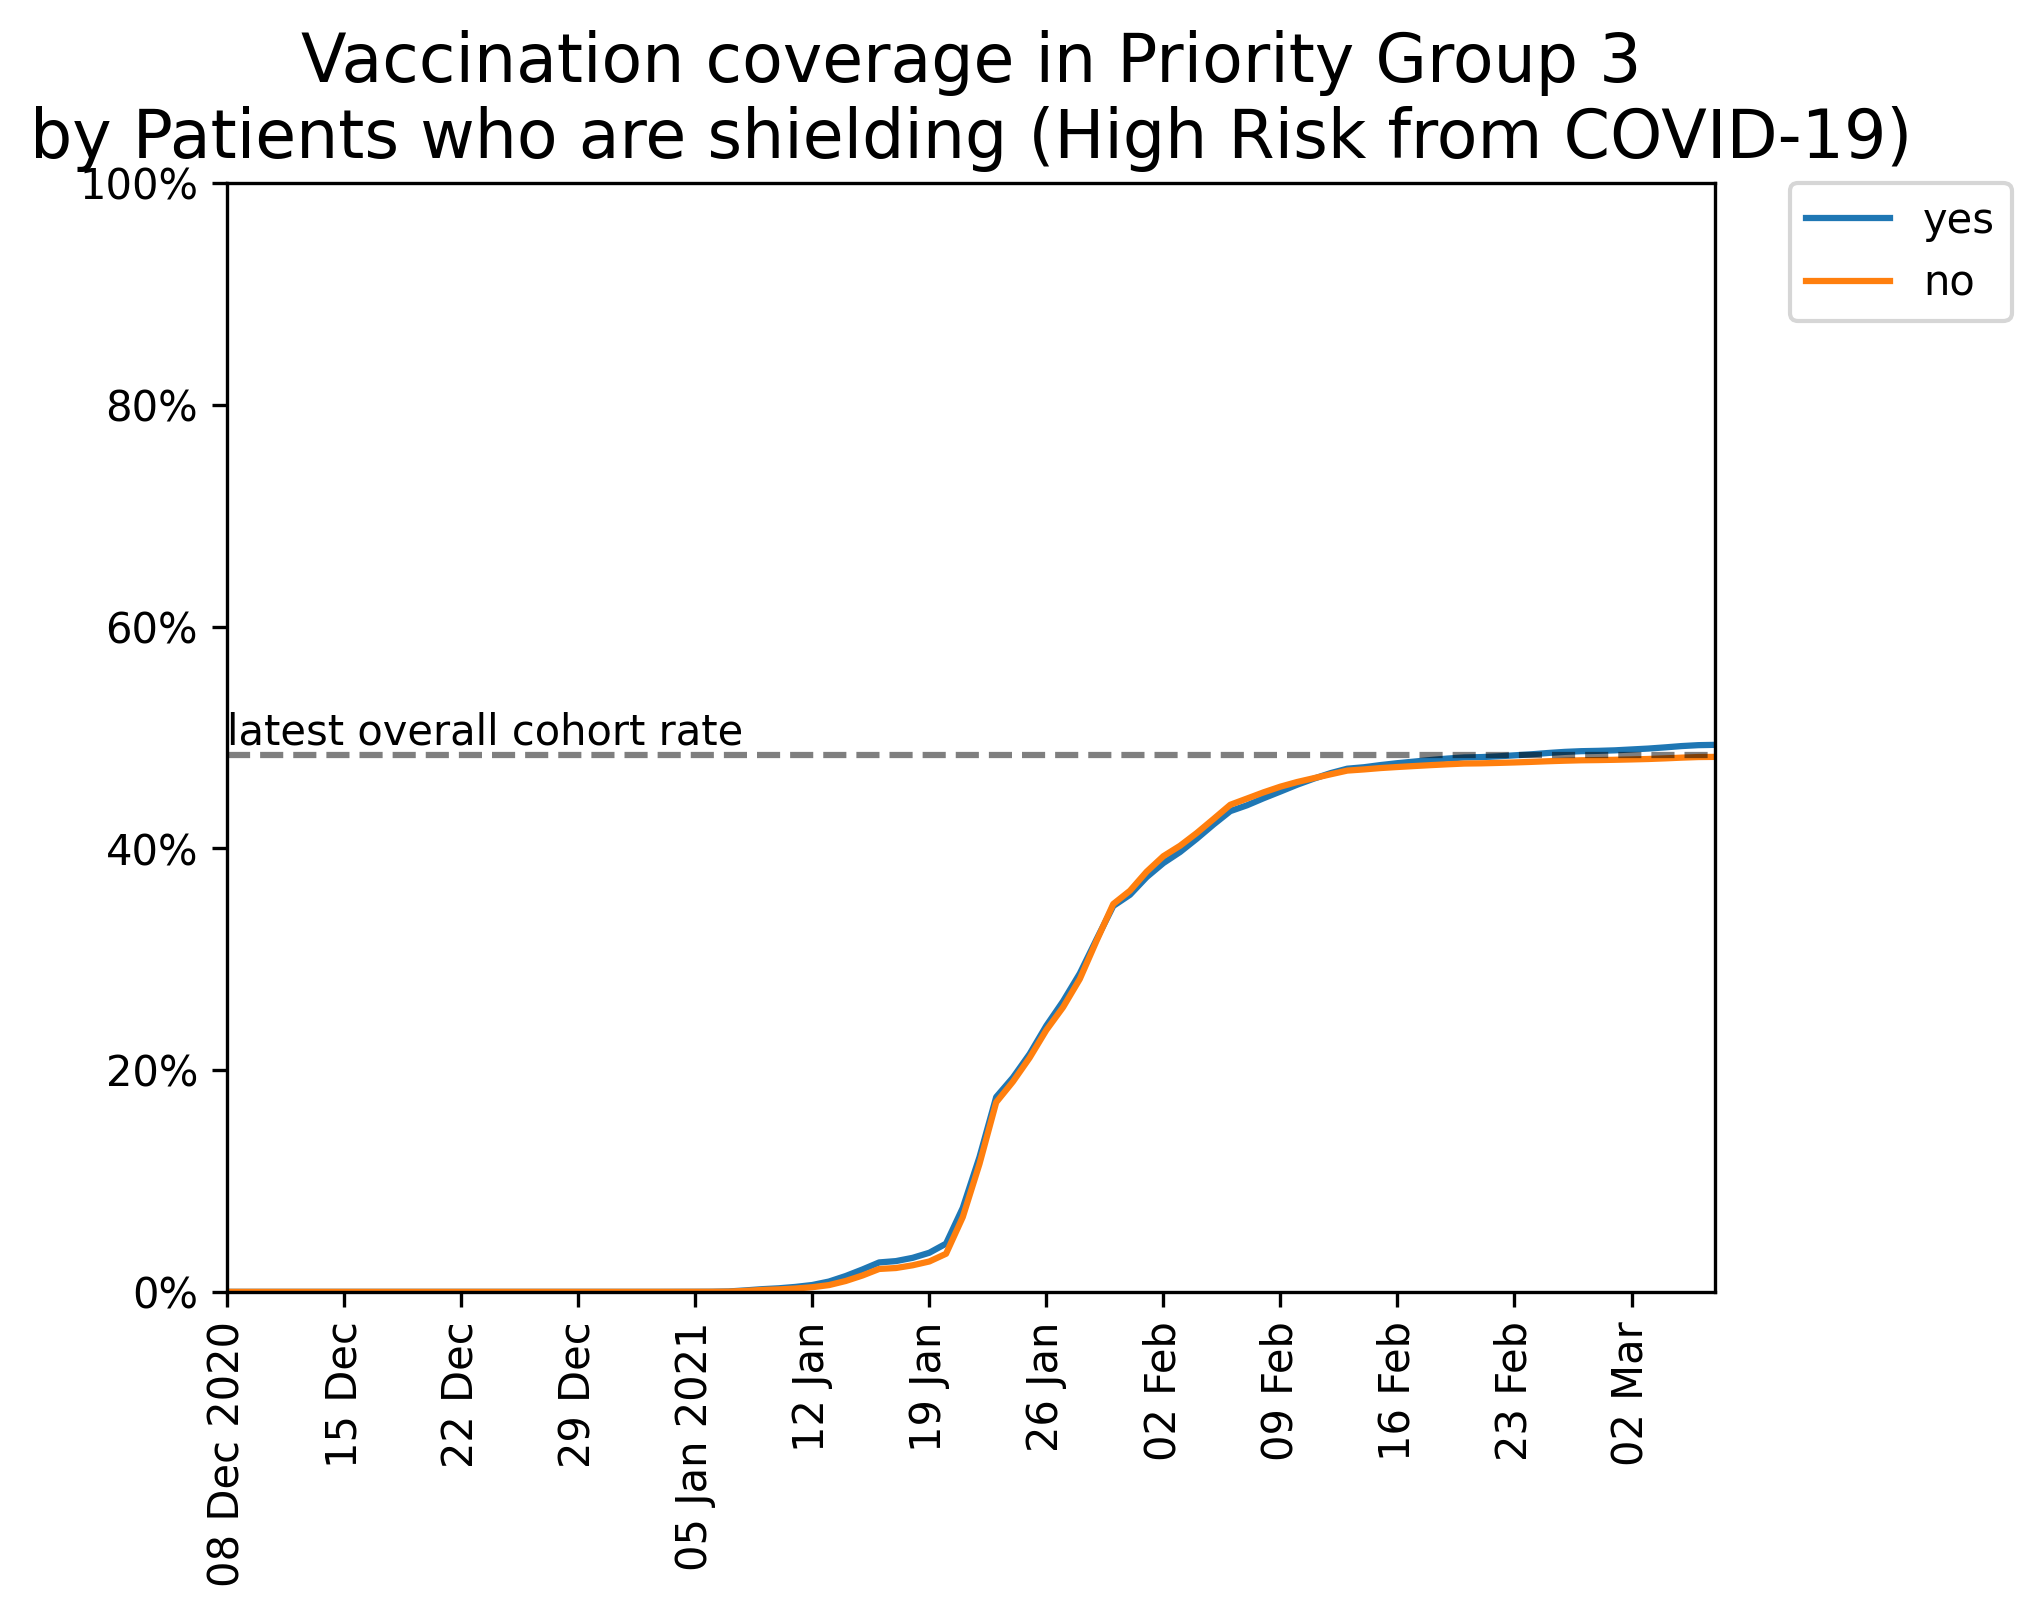 Vaccination coverage in Priority Group 3
by Patients who are shielding (High Risk from COVID-19)
100%
80%
60%
40%
20%
0%
latest overall cohort rate
yes
no
08 Dec 2020
15 Dec
22 Dec
29 Dec
05 Jan 2021
12 Jan
19 Jan
26 Jan
02 Feb
09 Feb
16 Feb
23 Feb
02 Mar